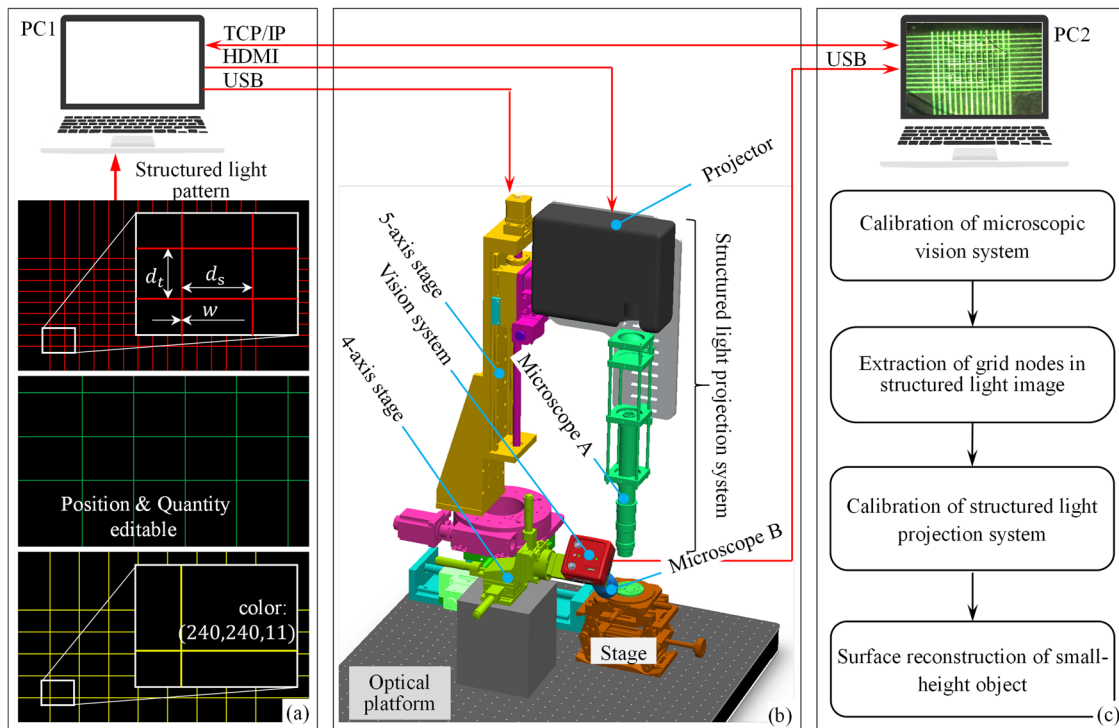 PC1
TCP/IP
HDMI
USB
Structured light
pattern
d_t
d_s
w
Position & Quantity
editable
color:
(240,240,11)
(a)
Projector
5-axis stage
Vision system
4-axis stage
Microscope A
Structured light projection system
Microscope B
Stage
Optical
platform
(b)
PC2
USB
Calibration of microscopic
vision system
Extraction of grid nodes in
structured light image
Calibration of structured light
projection system
Surface reconstruction of small-
height object
(c)